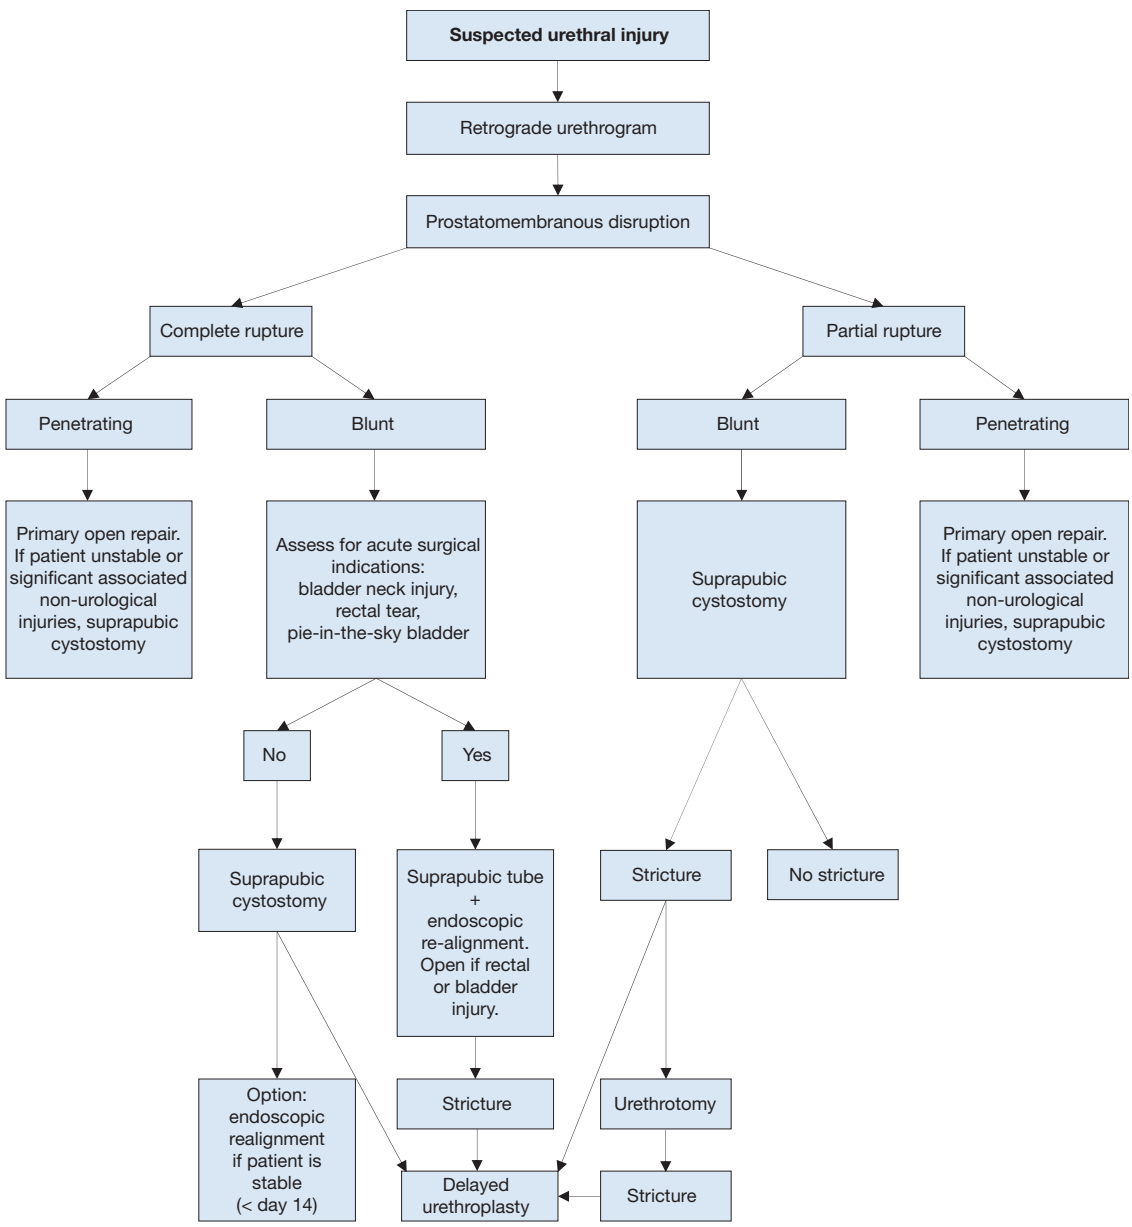 Suspected urethral injury
Retrograde urethrogram
Prostatomembranous disruption
Complete rupture
Partial rupture
Penetrating
Blunt
Blunt
Penetrating
Primary open repair.
If patient unstable or
significant associated
non-urological
injuries, suprapubic
cystostomy
Assess for acute surgical
indications:
bladder neck injury,
rectal tear,
pie-in-the-sky bladder
Suprapubic
cystostomy
Primary open repair.
If patient unstable or
significant associated
non-urological
injuries, suprapubic
cystostomy
No
Yes
Suprapubic
cystostomy
Suprapubic tube
+
endoscopic
re-alignment.
Open if rectal
or bladder
injury.
Stricture
No stricture
Option:
endoscopic
realignment
if patient is
stable
(< day 14)
Stricture
Urethrotomy
Delayed
urethroplasty
Stricture